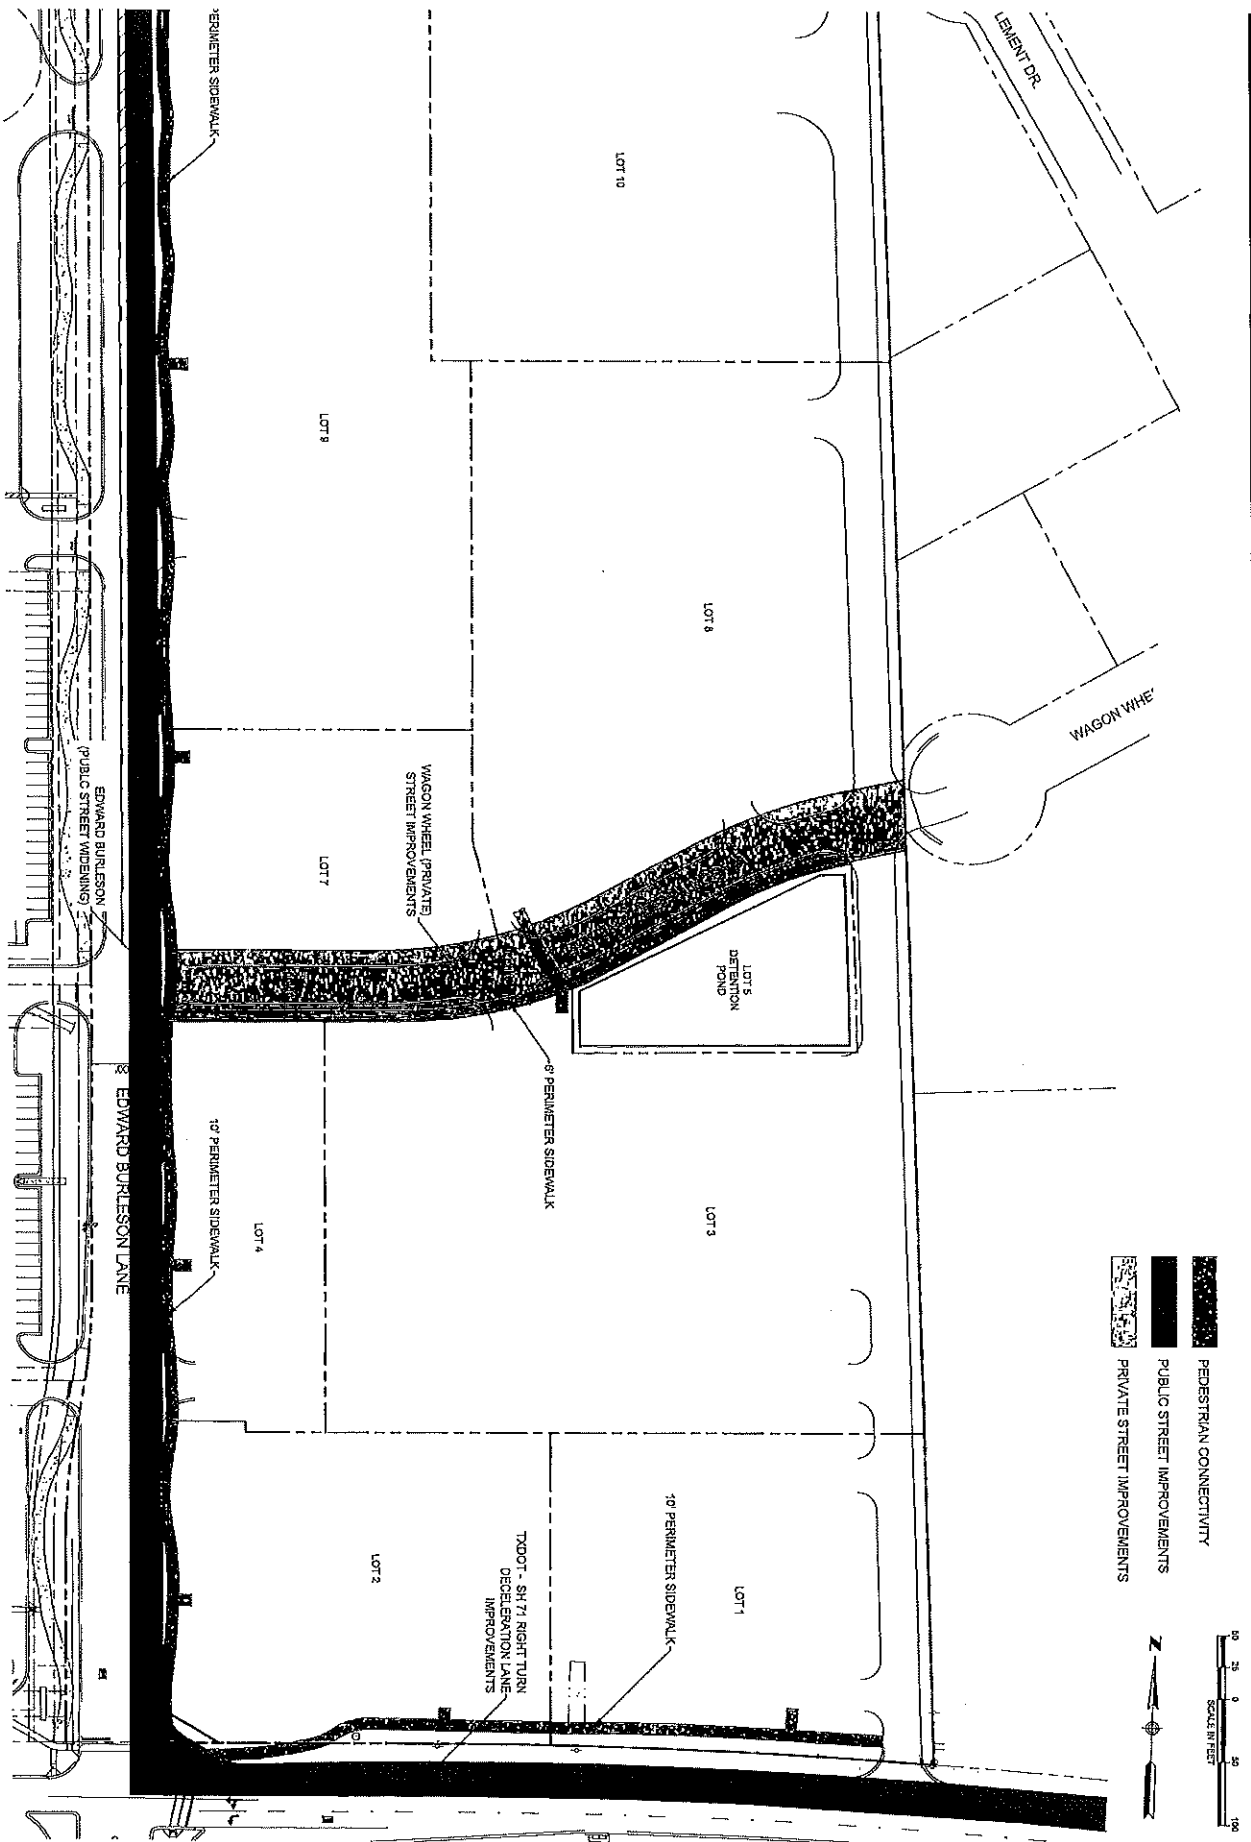 PEDESTRIAN CONNECTIVITY
PUBLIC STREET IMPROVEMENTS
PRIVATE STREET IMPROVEMENTS
50 25 0 50 100
SCALE IN FEET
LEMENT DR.
WAGON WHE
PERIMETER SIDEWALK
LOT 10
LOT 9
LOT 8
LOT 7
WAGON WHEEL (PRIVATE)
STREET IMPROVEMENTS
EDWARD BURLESON
(PUBLC STREET WIDENING)
LOT 5
DETENTION
POND
6' PERIMETER SIDEWALK
EDWARD BURLESON LANE
10' PERIMETER SIDEWALK
LOT 4
LOT 3
LOT 2
LOT 1
10' PERIMETER SIDEWALK
TXDOT - SH 71 RIGHT TURN
DECELERATION LANE
IMPROVEMENTS